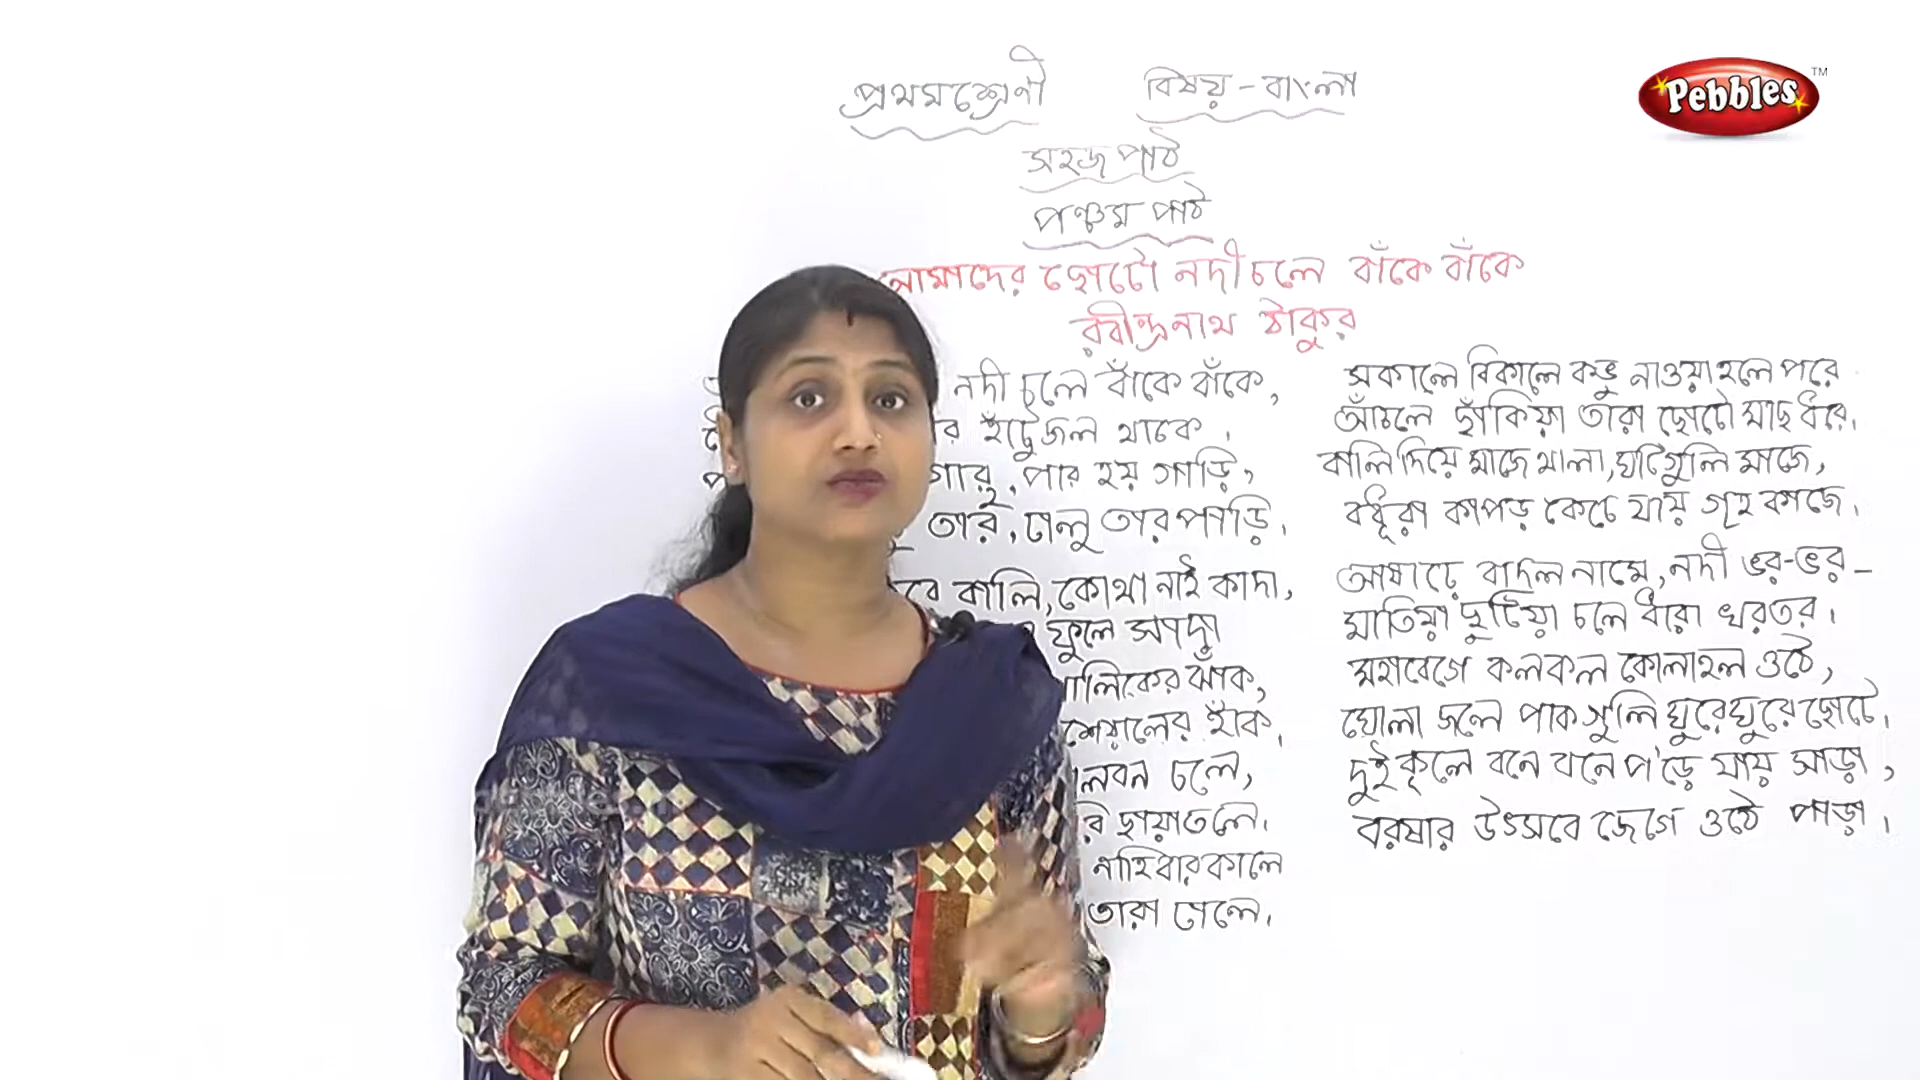 প্রথমশ্রেণী বিষয় - বাংলা
Pebbles TM
সহজ পাঠ
পঞ্চম পাঠ
আমাদের ছোটো নদী চলে বাঁকে বাঁকে
রবীন্দ্রনাথ ঠাকুর
নদী চলে বাঁকে বাঁকে,
হাঁটুজল থাকে।
গোরু, পার হয় গাড়ি,
তার, ঢালু তার পাড়ি।
বালি, কোথা নাই কাদা,
ফুলে সাদা
শালিকের ঝাঁক,
শেয়ালের হাঁক।
চলে,
ছায়াতলে।
নাহিবার কালে
তারা ঢালে।
সকালে বিকালে কভু নাওয়া হলে পরে
আঁচলে ছাঁকিয়া তারা ছোটো মাছ ধরে।
বালি দিয়ে মাজে থালা, ঘটিগুলি মাজে,
বধূরা কাপড় কেচে যায় গৃহ কাজে।
আষাঢ়ে বাদল নামে, নদী ভর-ভর –
মাতিয়া ছুটিয়া চলে ধারা খরতর।
মহাবেগে কলকল কোলাহল ওঠে,
ঘোলা জলে পাকগুলি ঘুরে ঘুরে ছোটে।
দুই কূলে বনে বনে প'ড়ে যায় সাড়া,
বরষার উৎসবে জেগে ওঠে পাড়া।